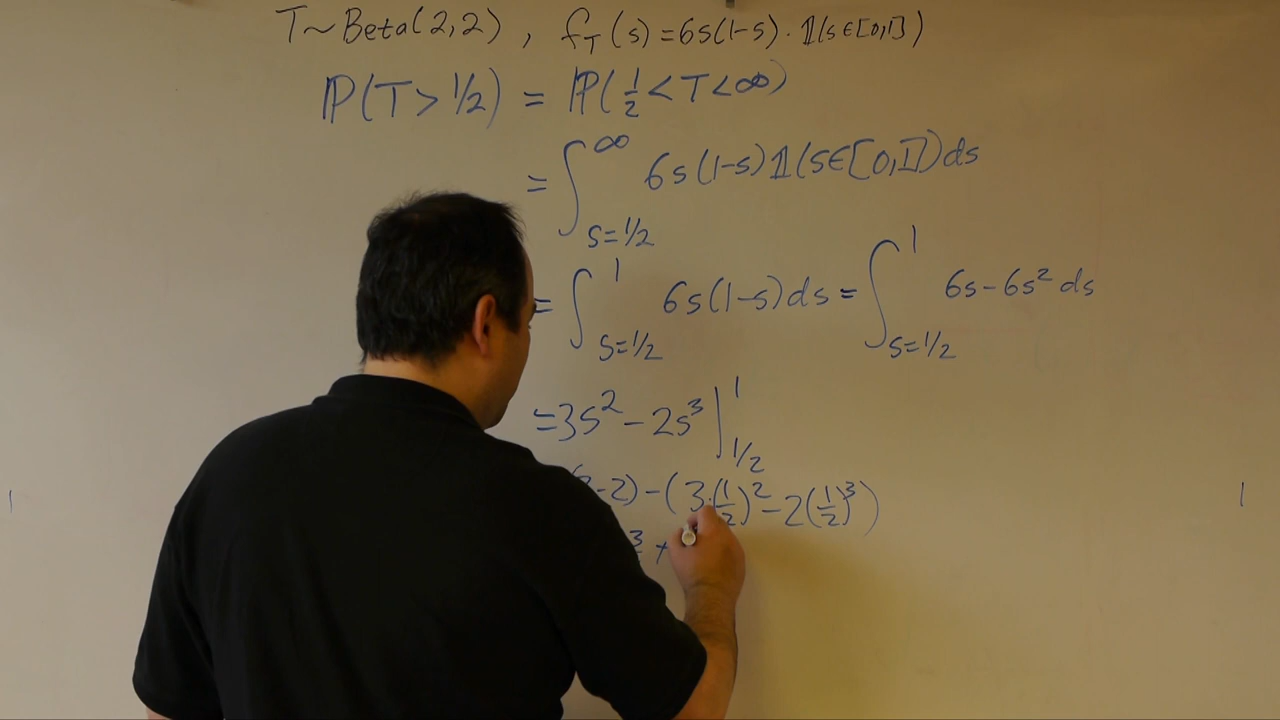 T~Beta(2,2), f_T(s)=6s(1-s)·𝟙(s∈[0,1])
ℙ(T>1/2) = ℙ(1/2<T<∞)
= ∫_{s=1/2}^{∞} 6s(1-s)𝟙(s∈[0,1])ds
= ∫_{s=1/2}^{1} 6s(1-s)ds = ∫_{s=1/2}^{1} 6s-6s² ds
=3s²-2s³|_{1/2}^{1}
-2)-(3·(1/2)²-2(1/2)³)
3 +